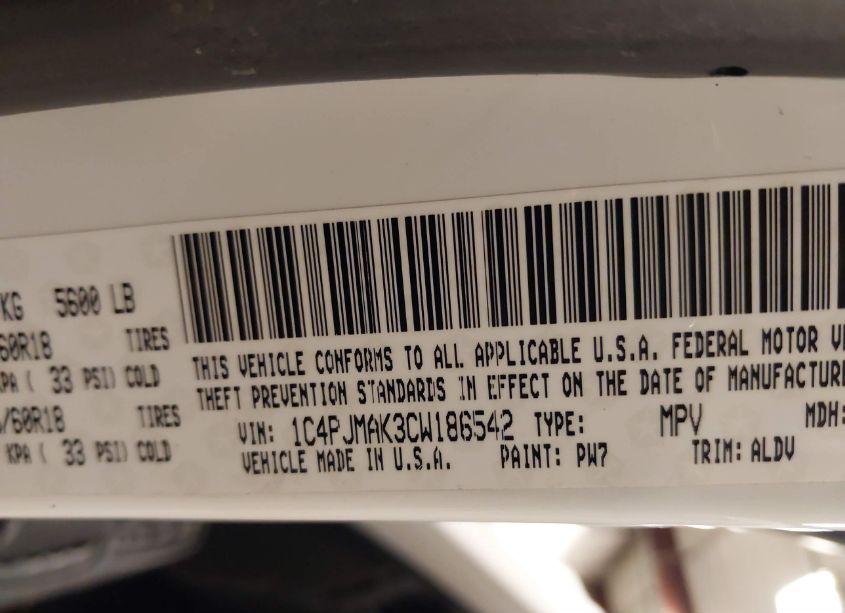 KG 5600 LB
60R18 TIRES
KPA ( 33 PSI) COLD
/60R18 TIRES
KPA ( 33 PSI) COLD
THIS VEHICLE CONFORMS TO ALL APPLICABLE U.S.A. FEDERAL MOTOR VE
THEFT PREVENTION STANDARDS IN EFFECT ON THE DATE OF MANUFACTURE
VIN: 1C4PJMAK3CW186542 TYPE: MPV MDH:
VEHICLE MADE IN U.S.A. PAINT: PW7 TRIM: ALDV